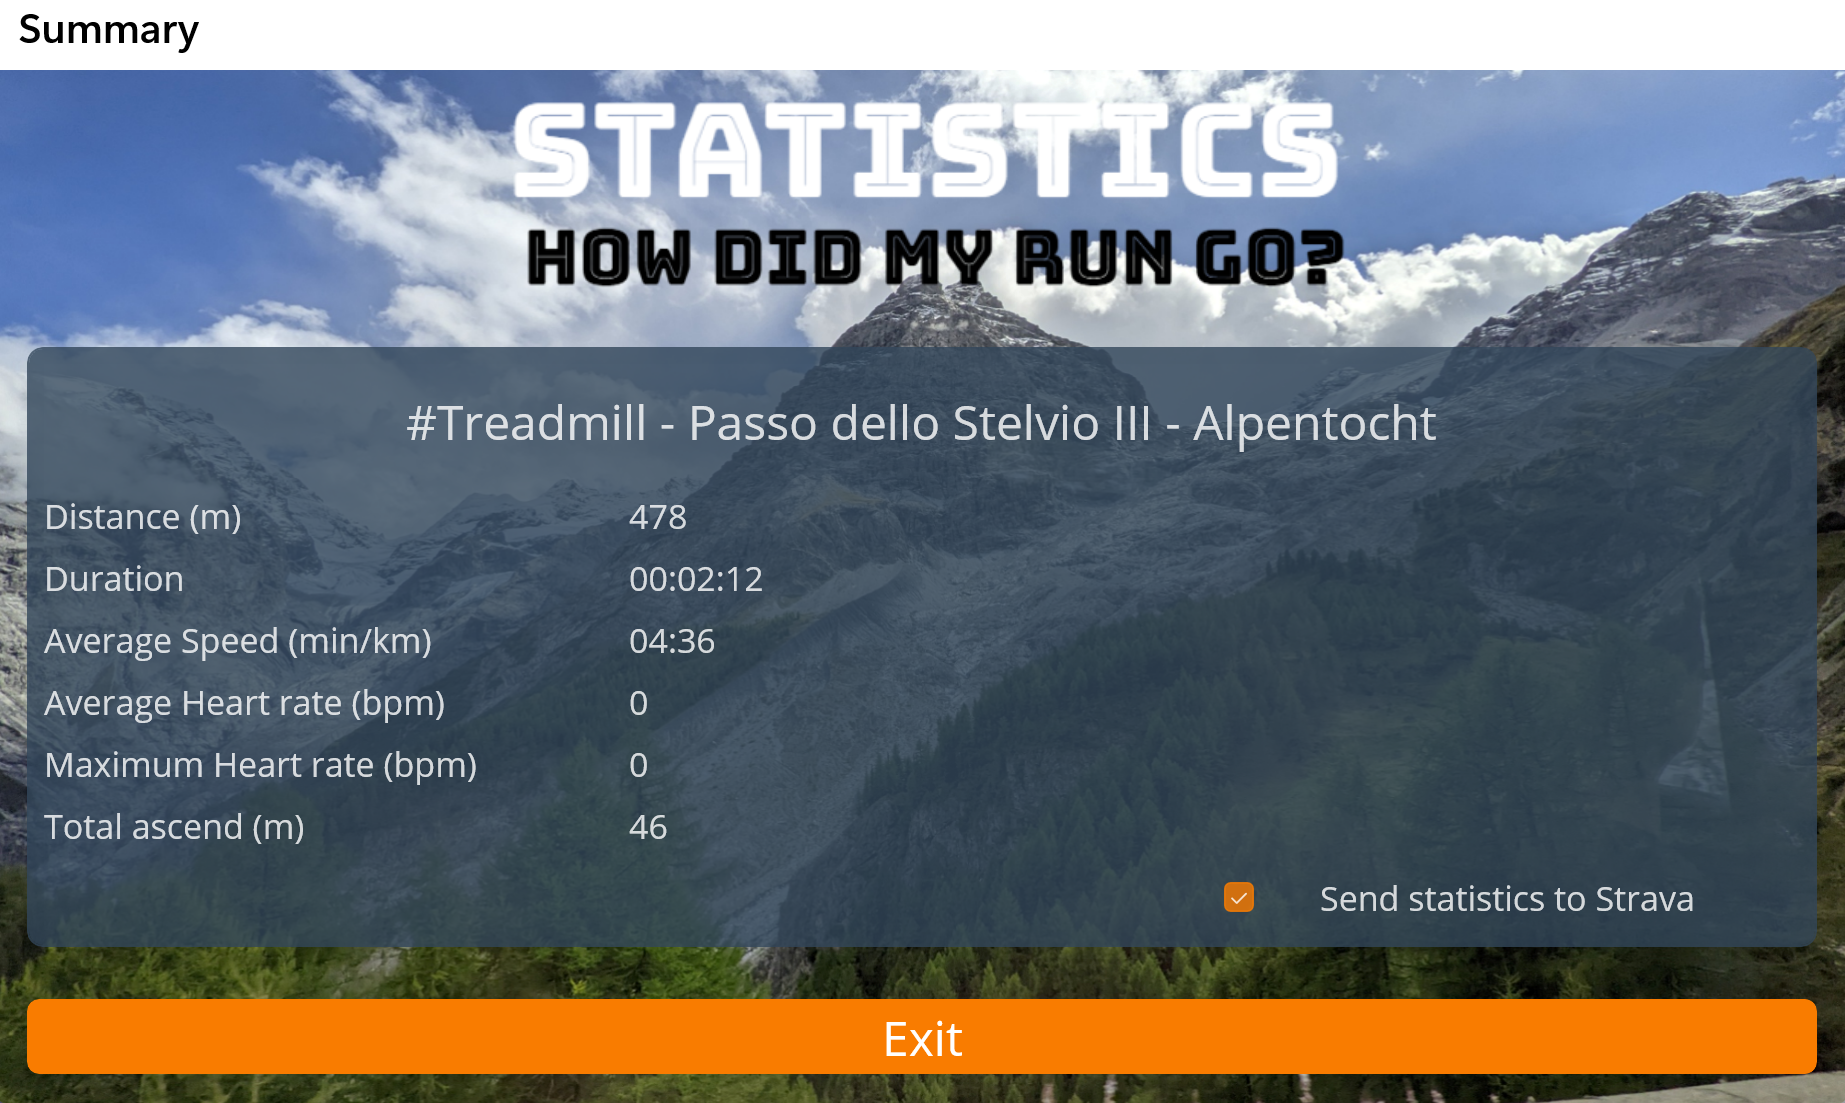 Summary
STATISTICS
HOW DID MY RUN GO?
#Treadmill - Passo dello Stelvio III - Alpentocht
Distance (m) 478
Duration 00:02:12
Average Speed (min/km) 04:36
Average Heart rate (bpm) 0
Maximum Heart rate (bpm) 0
Total ascend (m) 46
Send statistics to Strava
Exit